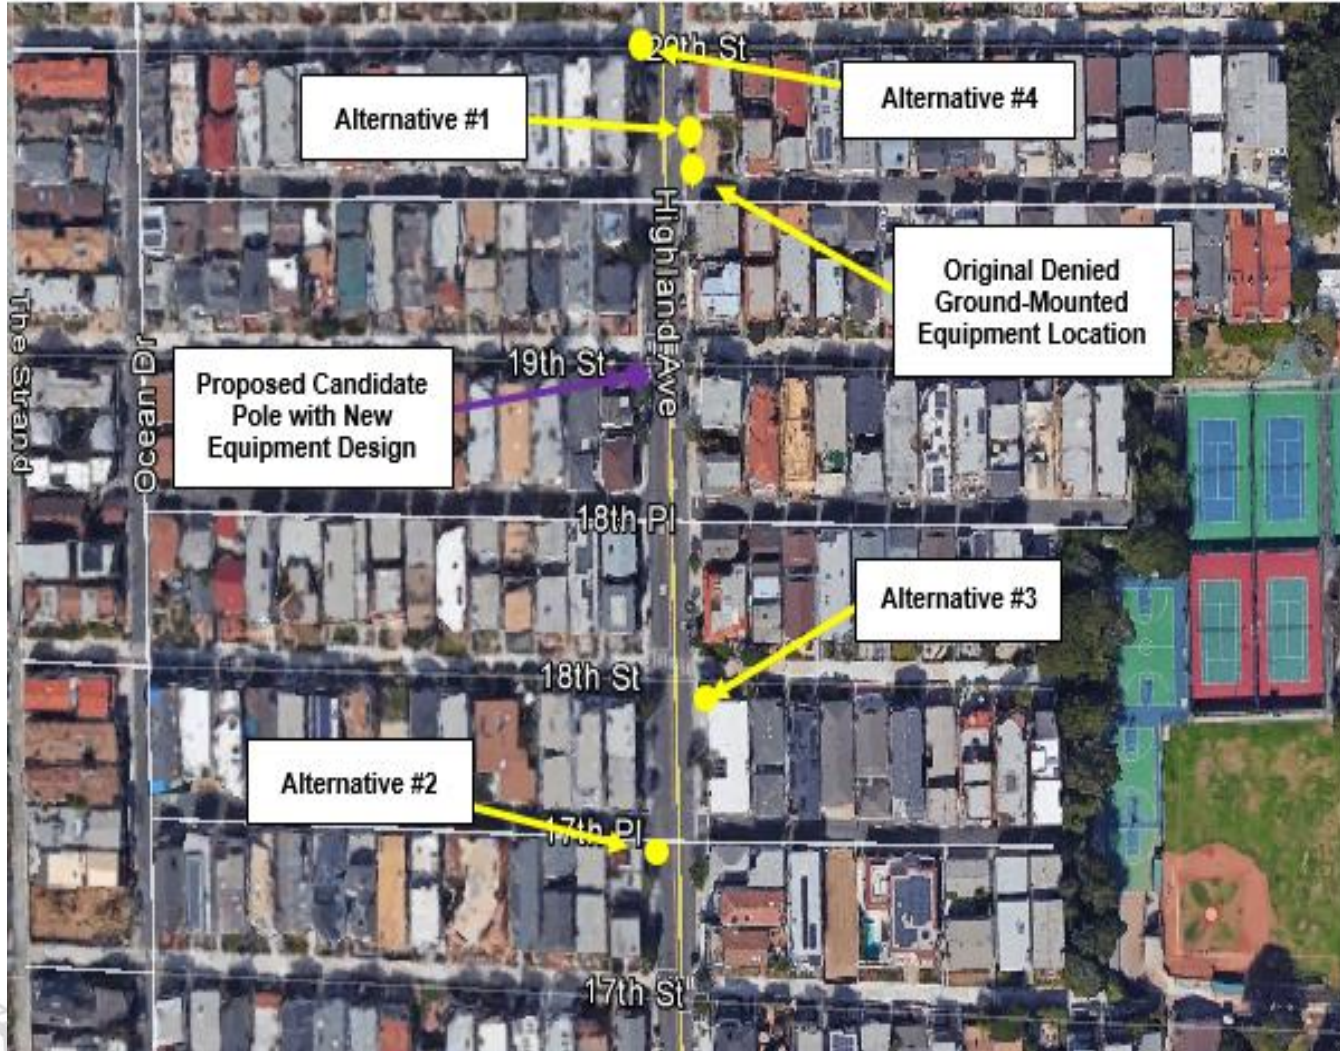 20th St
Alternative #1
Alternative #4
Highland Ave
Original Denied
Ground-Mounted
Equipment Location
The Strand
Ocean Dr
19th St
Proposed Candidate
Pole with New
Equipment Design
18th Pl
Alternative #3
18th St
Alternative #2
17th Pl
17th St